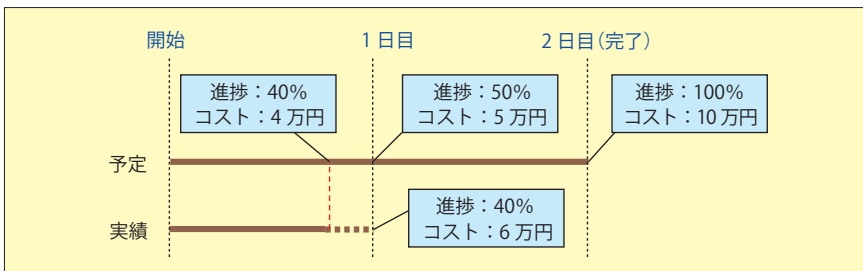 開始
1日目
2日目(完了)
進捗:40%
コスト:4万円
進捗:50%
コスト:5万円
進捗:100%
コスト:10万円
予定
進捗:40%
コスト:6万円
実績